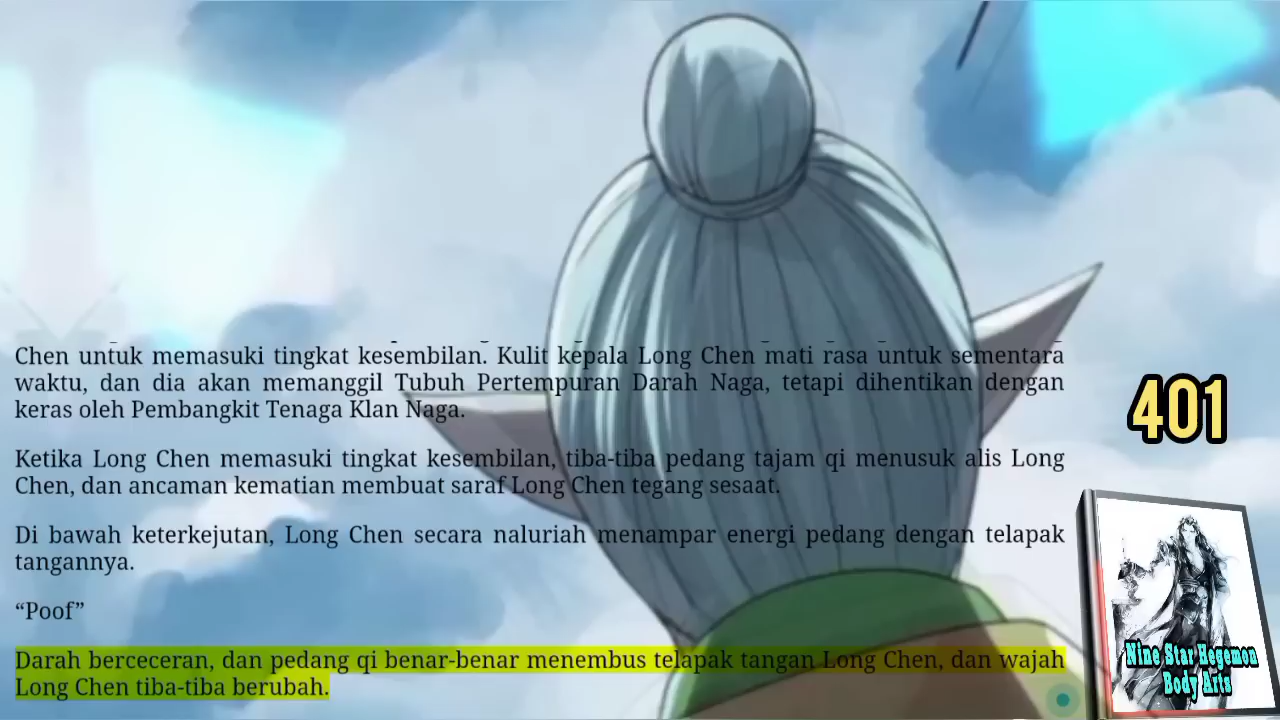 Chen untuk memasuki tingkat kesembilan. Kulit kepala Long Chen mati rasa untuk sementara
waktu, dan dia akan memanggil Tubuh Pertempuran Darah Naga, tetapi dihentikan dengan
keras oleh Pembangkit Tenaga Klan Naga.
Ketika Long Chen memasuki tingkat kesembilan, tiba-tiba pedang tajam qi menusuk alis Long
Chen, dan ancaman kematian membuat saraf Long Chen tegang sesaat.
Di bawah keterkejutan, Long Chen secara naluriah menampar energi pedang dengan telapak
tangannya.
“Poof”
Darah berceceran, dan pedang qi benar-benar menembus telapak tangan Long Chen, dan wajah
Long Chen tiba-tiba berubah.
401
Nine Star Hegemon
Body Arts